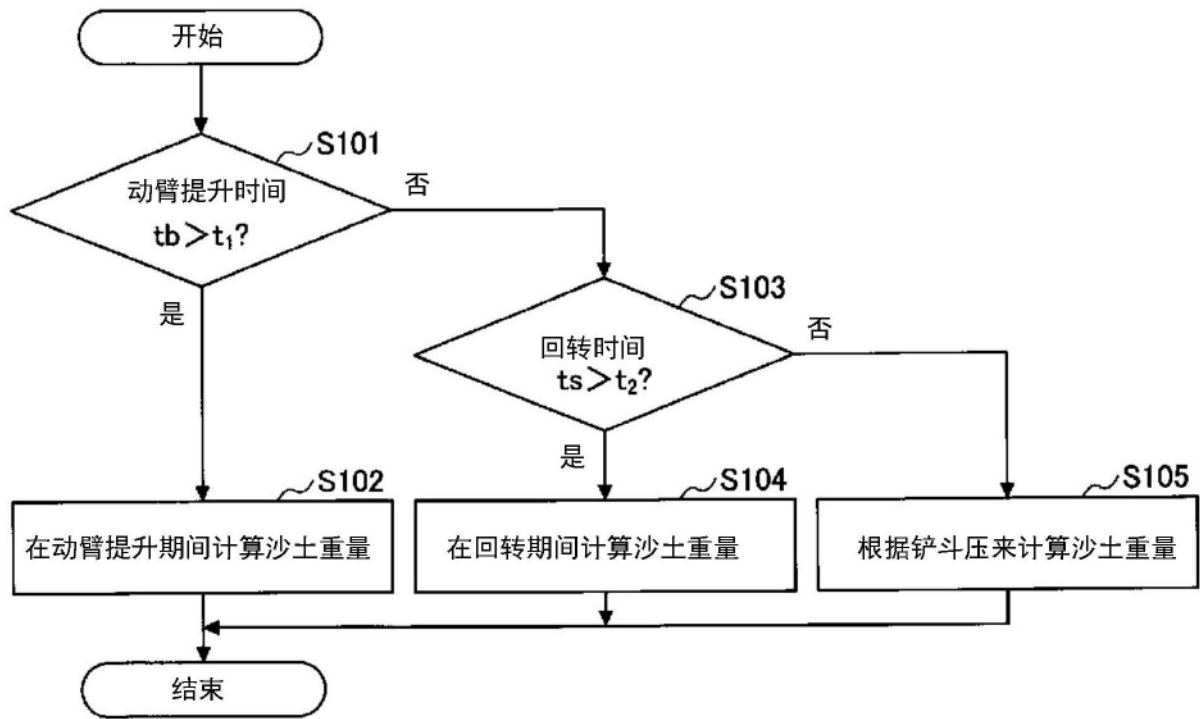 开始
S101
动臂提升时间
tb＞t₁?
否
是
S103
回转时间
ts＞t₂?
否
是
S102
在动臂提升期间计算沙土重量
S104
在回转期间计算沙土重量
S105
根据铲斗压来计算沙土重量
结束